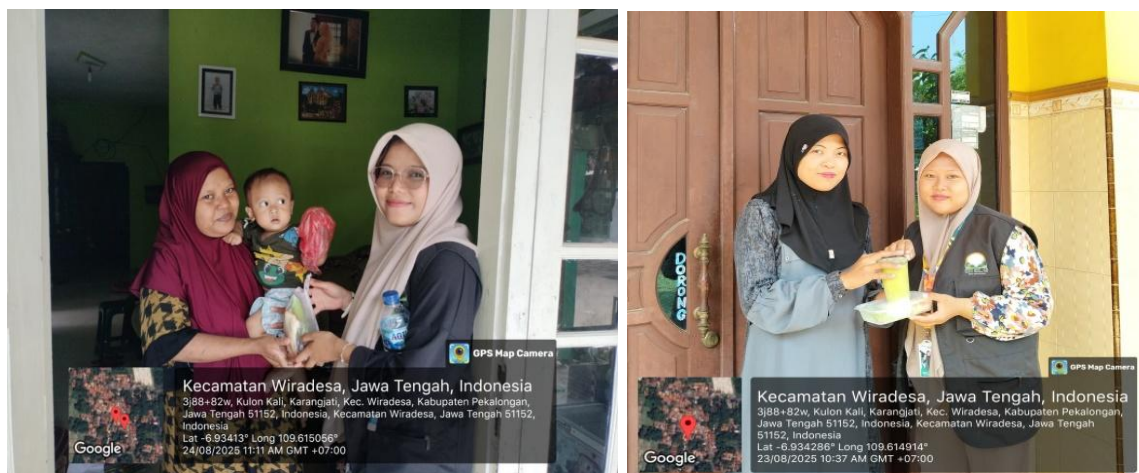 GPS Map Camera
Kecamatan Wiradesa, Jawa Tengah, Indonesia
3j88+82w, Kulon Kali, Karangjati, Kec. Wiradesa, Kabupaten Pekalongan,
Jawa Tengah 51152, Indonesia, Kecamatan Wiradesa, Jawa Tengah 51152,
Indonesia
Lat -6.93413° Long 109.615056°
24/08/2025 11:11 AM GMT +07:00
Google
DORONG
GPS Map Camera
Kecamatan Wiradesa, Jawa Tengah, Indonesia
3j88+82w, Kulon Kali, Karangjati, Kec. Wiradesa, Kabupaten Pekalongan,
Jawa Tengah 51152, Indonesia, Kecamatan Wiradesa, Jawa Tengah
51152, Indonesia
Lat -6.934286° Long 109.614914°
23/08/2025 10:37 AM GMT +07:00
Google